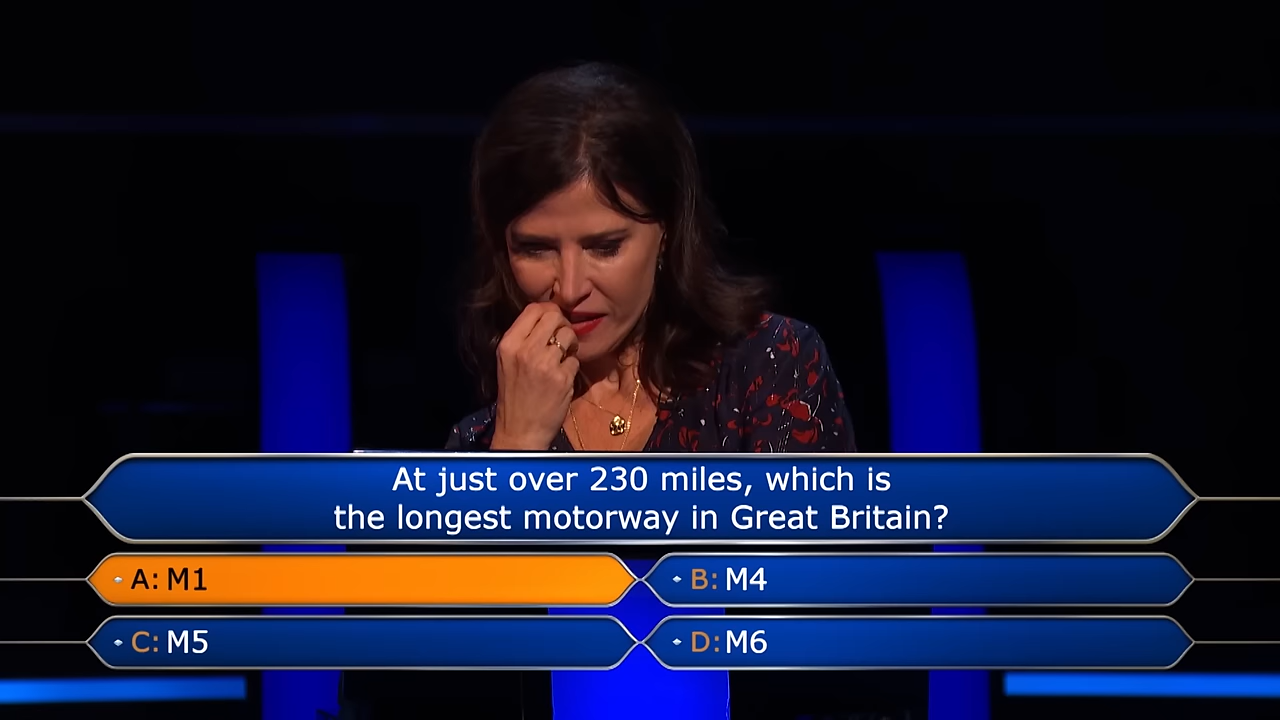 At just over 230 miles, which is
the longest motorway in Great Britain?
A: M1
B: M4
C: M5
D: M6